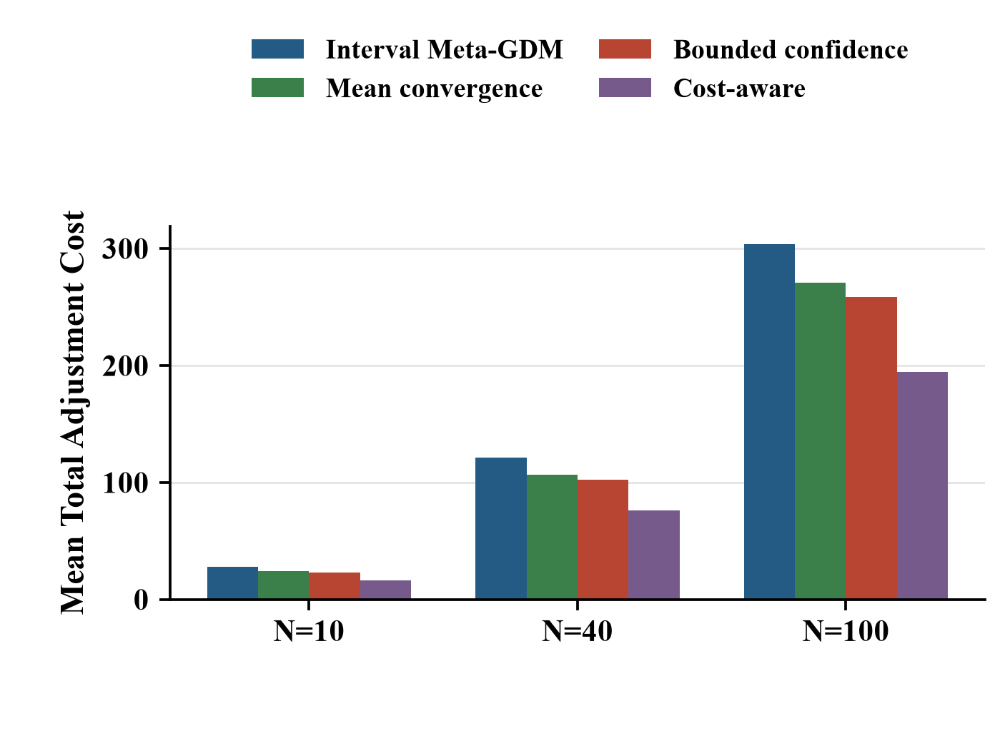 Interval Meta-GDM
Mean convergence
Bounded confidence
Cost-aware
Mean Total Adjustment Cost
300
200
100
0
N=10
N=40
N=100